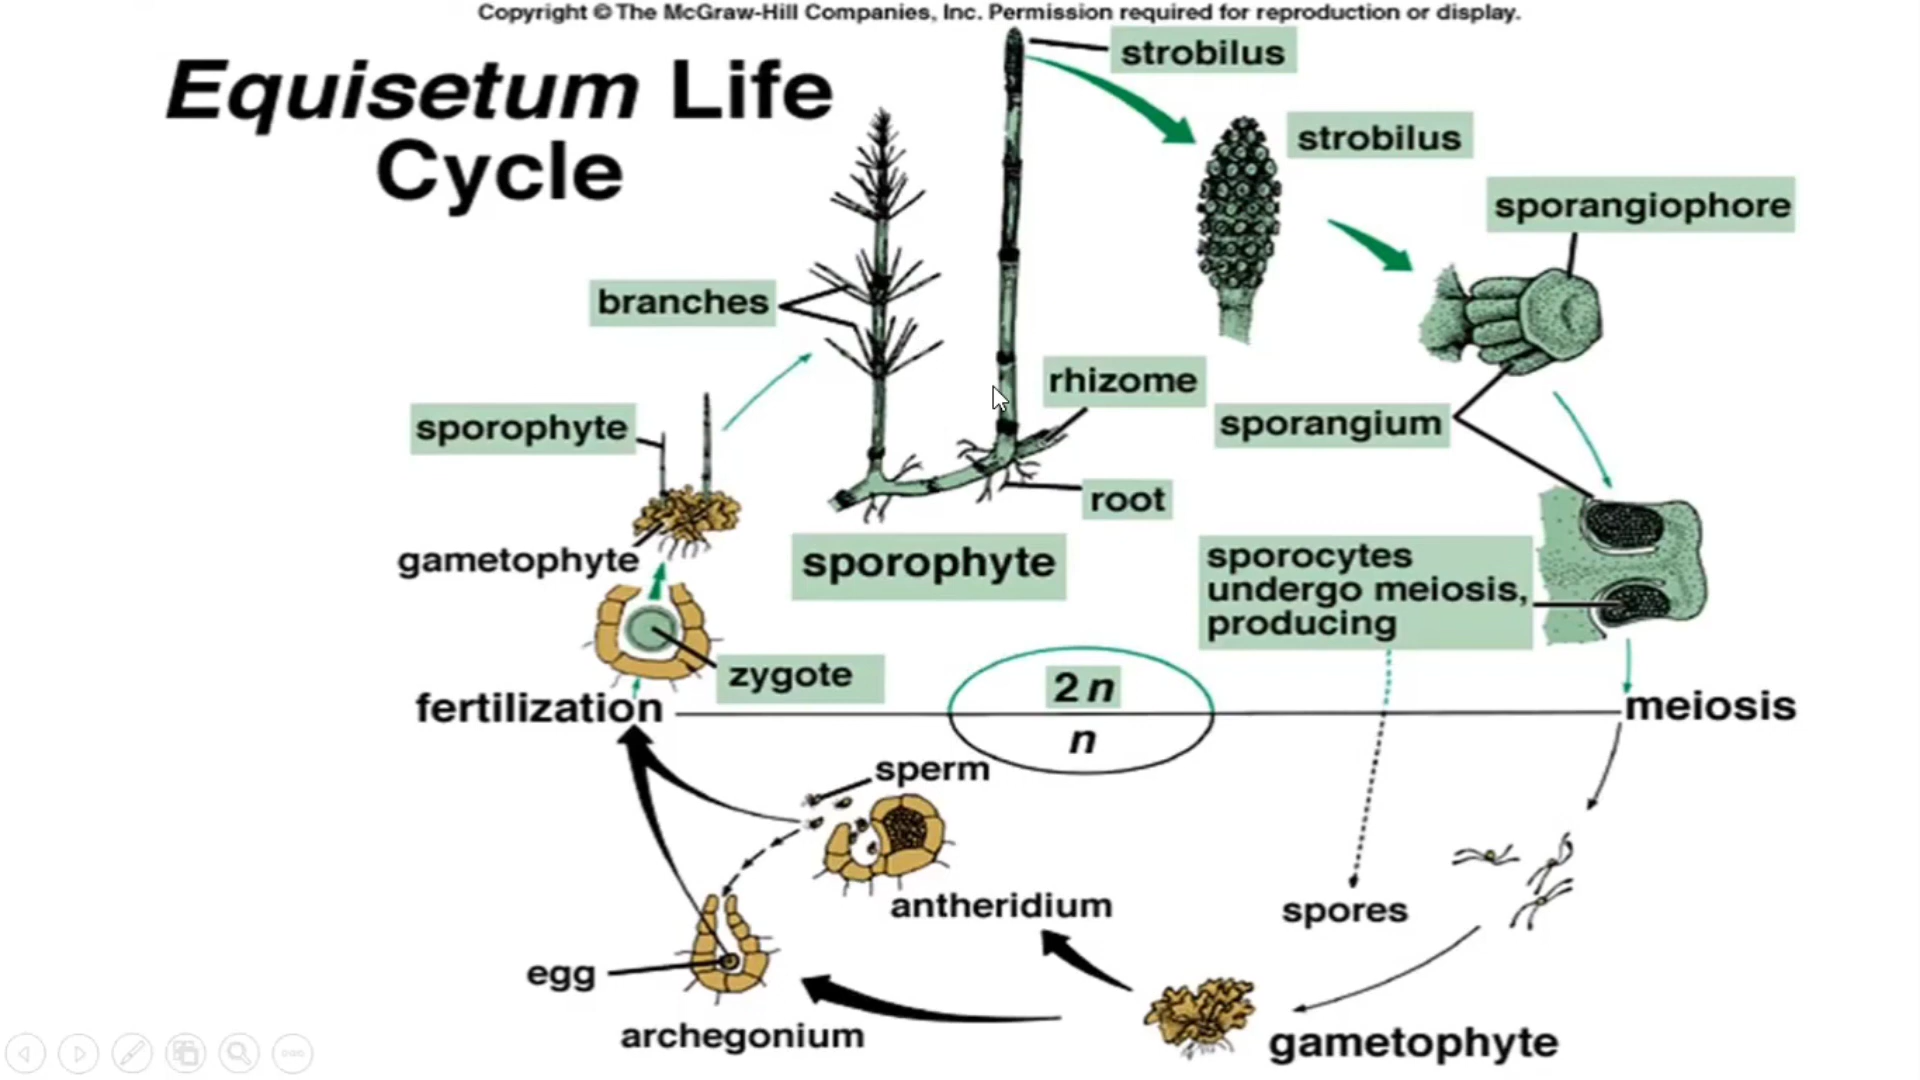 Copyright © The McGraw-Hill Companies, Inc. Permission required for reproduction or display.
Equisetum Life
Cycle
strobilus
strobilus
sporangiophore
branches
rhizome
sporophyte
sporangium
root
gametophyte
sporophyte
sporocytes
undergo meiosis,
producing
zygote
2n
fertilization
meiosis
n
sperm
antheridium
spores
egg
archegonium
gametophyte